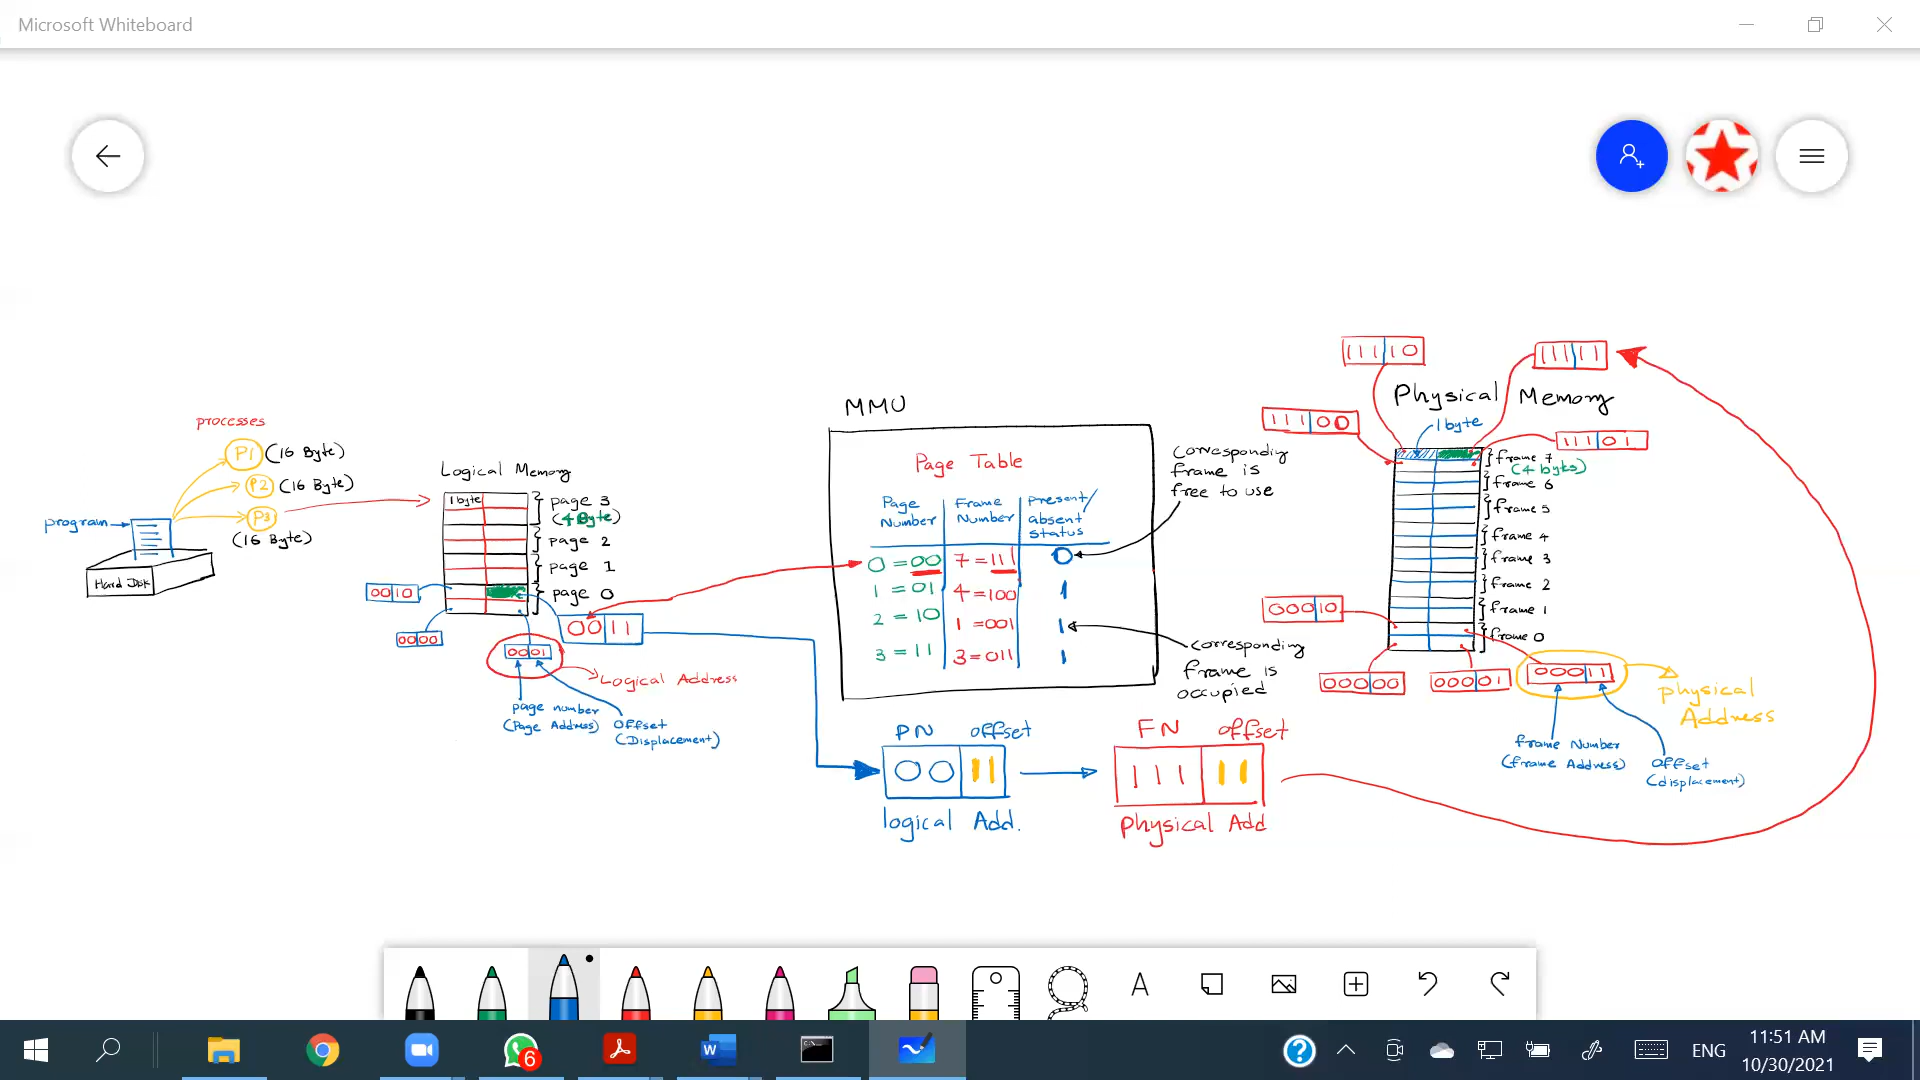 Microsoft Whiteboard
processes
P1 (16 Byte)
P2 (16 Byte)
P3
(16 Byte)
program
Hard Disk
Logical Memory
1 byte
page 3
(4 Byte)
page 2
page 1
page 0
0010
0000
0011
0001
Logical Address
page number
(Page Address)
offset
(Displacement)
MMU
Page Table
Page Number
Frame Number
Present/absent status
0 = 00 7 = 111 0
1 = 01 4 = 100 1
2 = 10 1 = 001 1
3 = 11 3 = 011 1
corresponding
frame is
free to use
corresponding
frame is
occupied
PN offset
00 11
logical Add.
FN offset
111 11
physical Add
11110
11111
Physical Memory
1 byte
11100
11101
frame 7
(4 bytes)
frame 6
frame 5
frame 4
frame 3
frame 2
frame 1
frame 0
00010
00000
00001
00011
physical
Address
frame Number
(frame Address)
offset
(displacement)
A
6
W
ENG
11:51 AM
10/30/2021